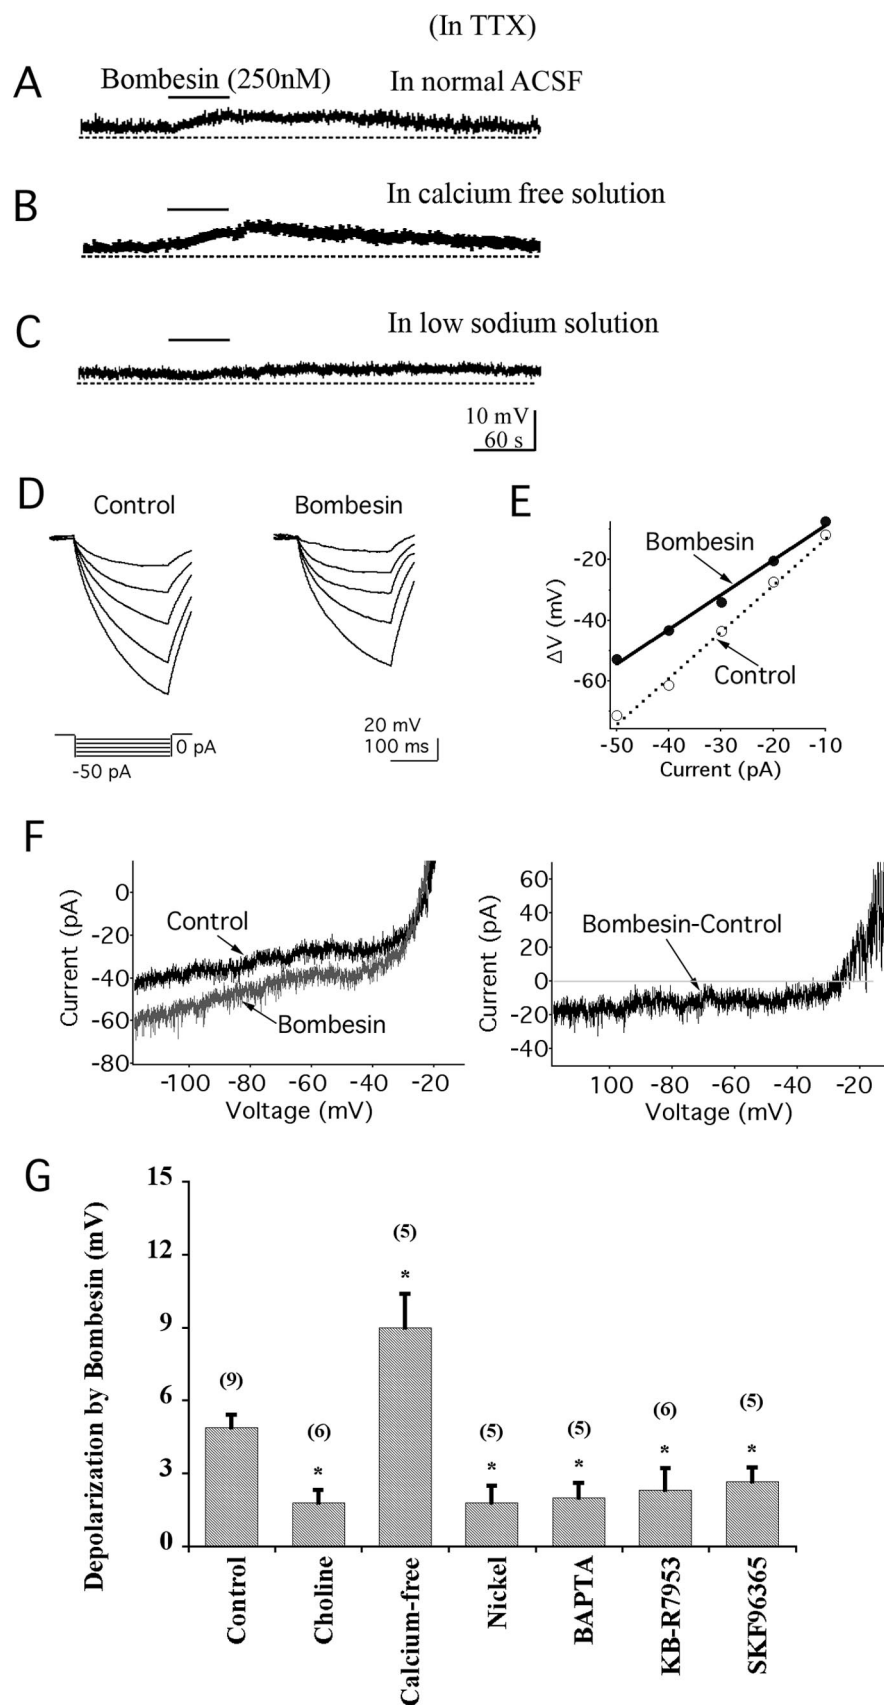 (In TTX)
A
Bombesin (250nM)
In normal ACSF
B
In calcium free solution
C
In low sodium solution
10 mV
60 s
D
Control
Bombesin
0 pA
-50 pA
20 mV
100 ms
E
Bombesin
Control
ΔV (mV)
-20
-40
-60
-50 -40 -30 -20 -10
Current (pA)
F
Current (pA)
0
-20
-40
-60
-80
Control
Bombesin
-100 -80 -60 -40 -20
Voltage (mV)
Current (pA)
60
40
20
0
-20
-40
Bombesin-Control
100 -80 -60 -40 -20
Voltage (mV)
G
Depolarization by Bombesin (mV)
15
12
9
6
3
0
(9)
(6)
*
(5)
*
(5)
*
(5)
*
(6)
*
(5)
*
Control
Choline
Calcium-free
Nickel
BAPTA
KB-R7953
SKF96365